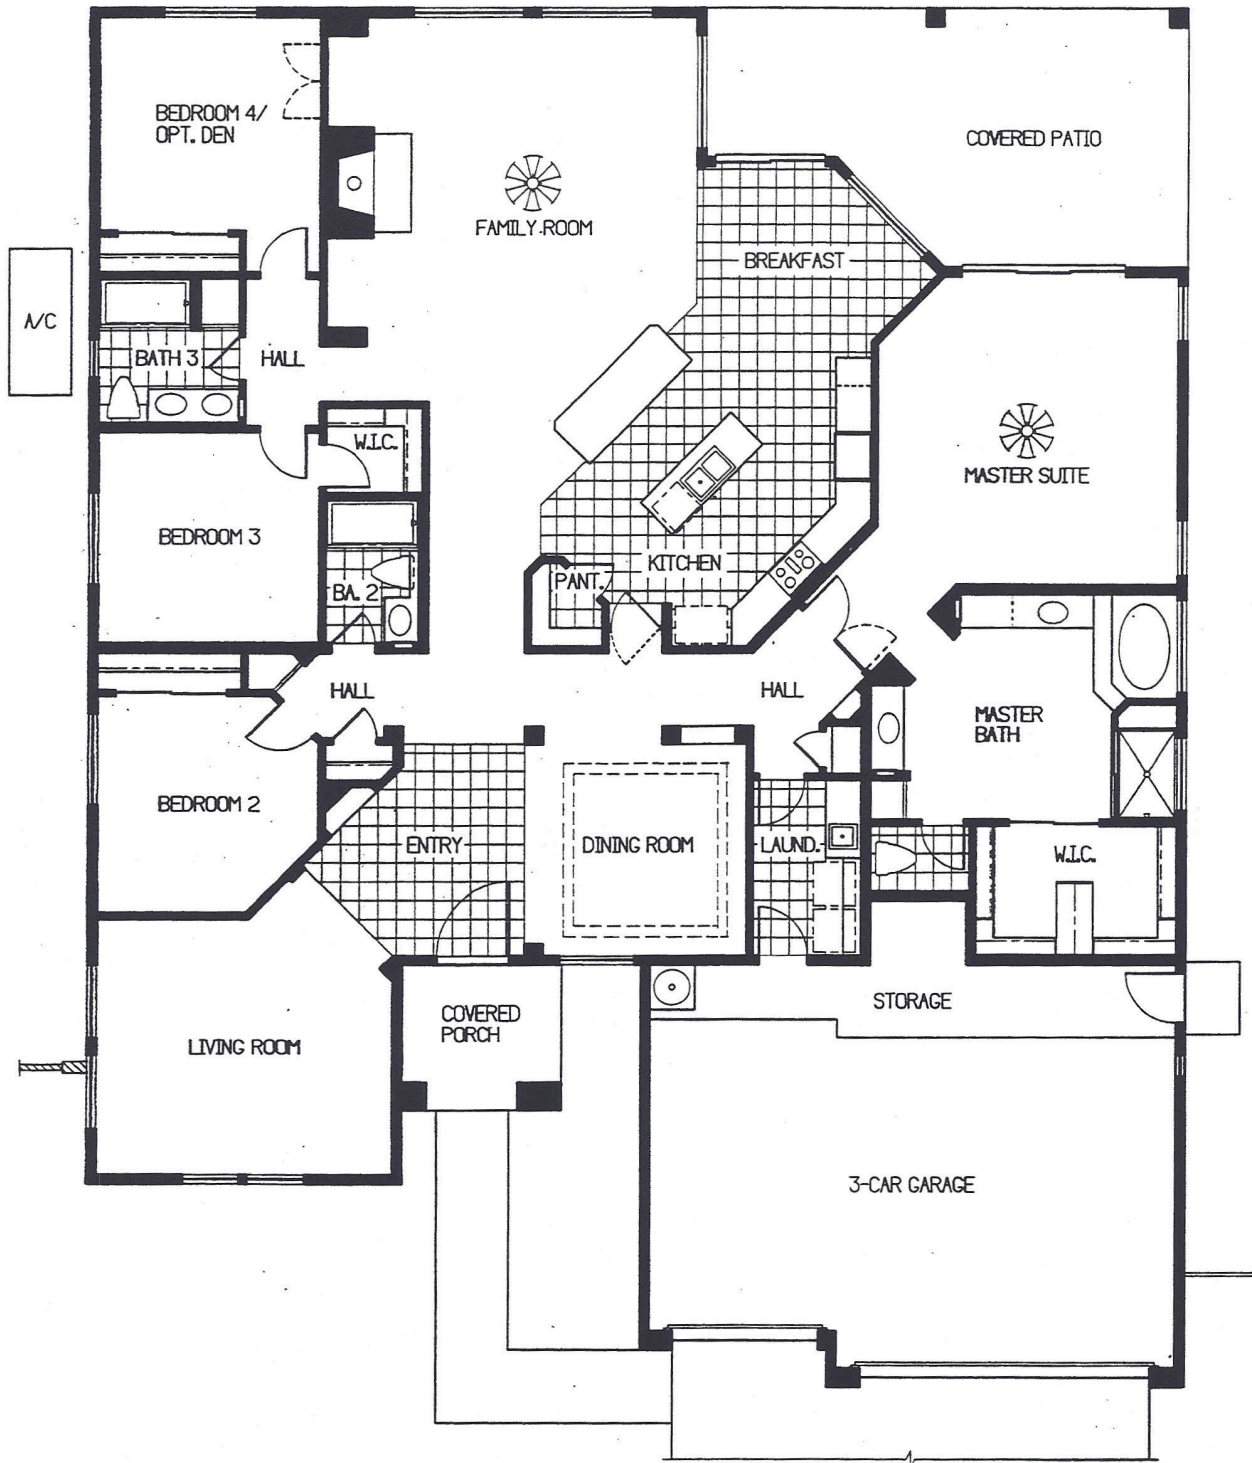 BEDROOM 4/
OPT. DEN
COVERED PATIO
FAMILY ROOM
BREAKFAST
A/C
BATH 3
HALL
W.I.C.
MASTER SUITE
BEDROOM 3
KITCHEN
PANT.
BA. 2
HALL
HALL
MASTER
BATH
BEDROOM 2
ENTRY
DINING ROOM
LAUND.
W.I.C.
STORAGE
COVERED
PORCH
LIVING ROOM
3-CAR GARAGE